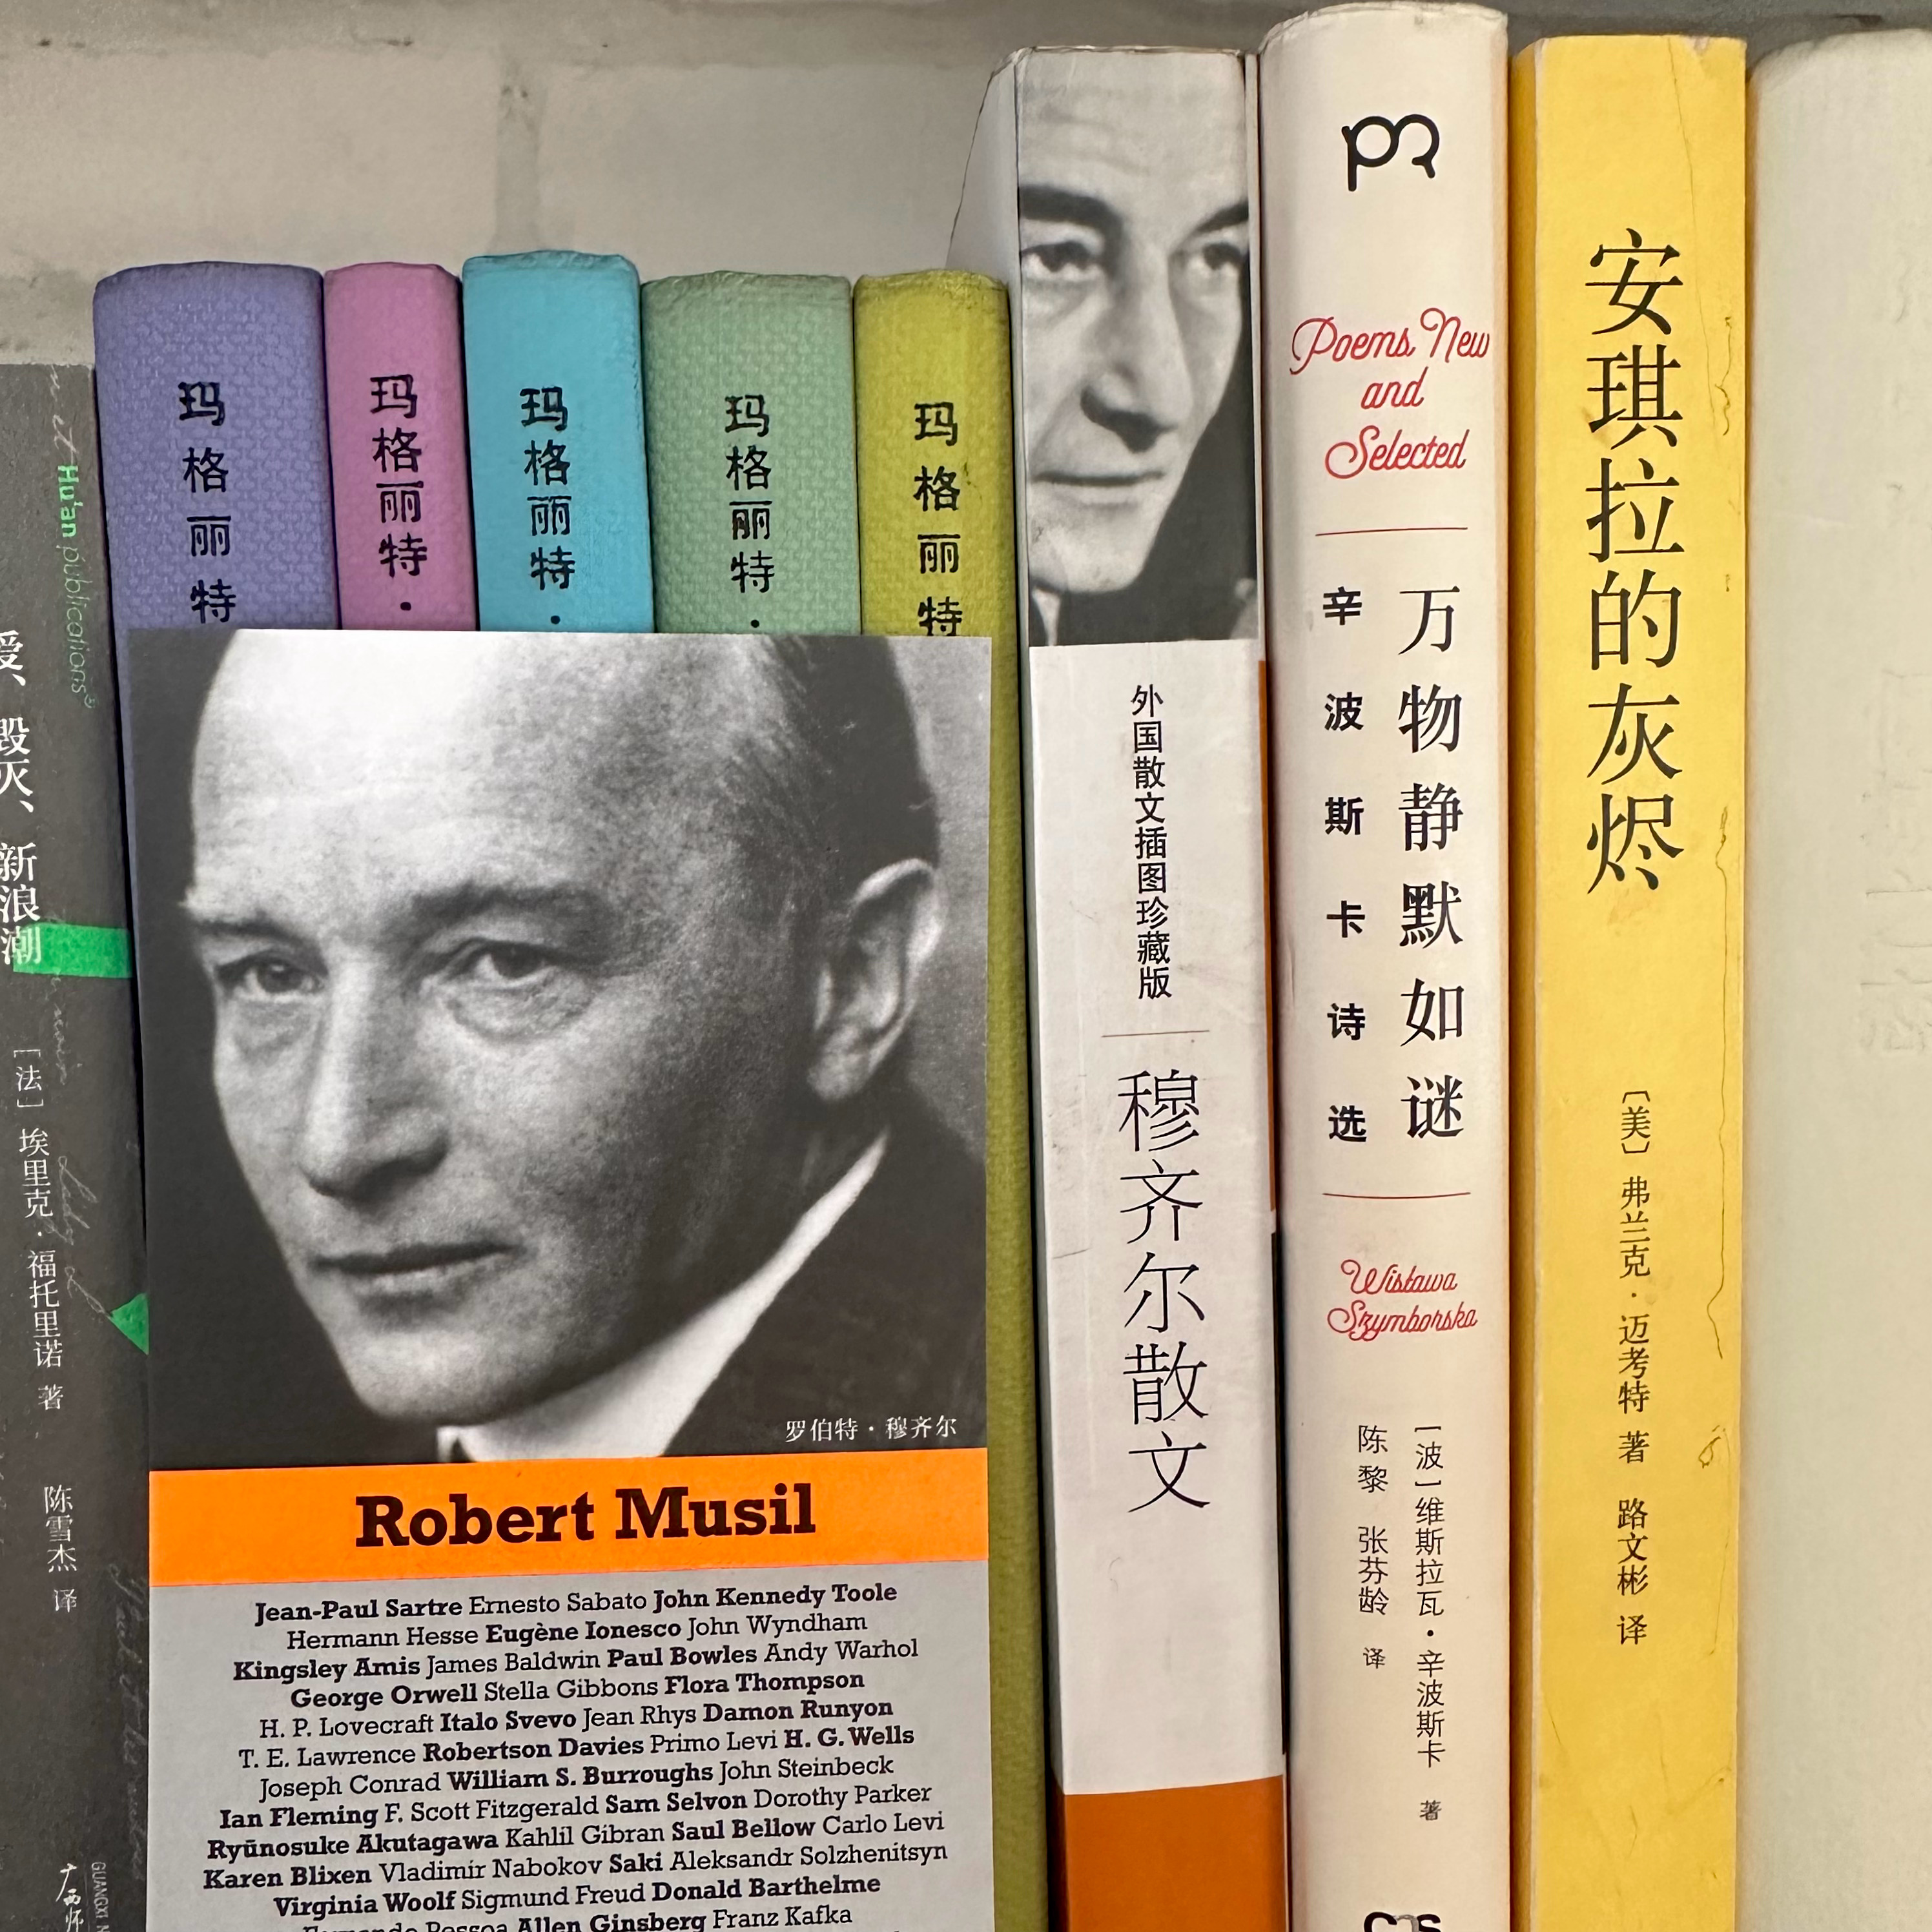 Hu'an publications
毁灭、新浪潮
[法] 埃里克·福托里诺 著
陈雪杰 译
玛格丽特
玛格丽特·
玛格丽特·
玛格丽特·
玛格丽特
罗伯特·穆齐尔
Robert Musil
Jean-Paul Sartre Ernesto Sabato John Kennedy Toole
Hermann Hesse Eugène Ionesco John Wyndham
Kingsley Amis James Baldwin Paul Bowles Andy Warhol
George Orwell Stella Gibbons Flora Thompson
H. P. Lovecraft Italo Svevo Jean Rhys Damon Runyon
T. E. Lawrence Robertson Davies Primo Levi H. G. Wells
Joseph Conrad William S. Burroughs John Steinbeck
Ian Fleming F. Scott Fitzgerald Sam Selvon Dorothy Parker
Ryūnosuke Akutagawa Kahlil Gibran Saul Bellow Carlo Levi
Karen Blixen Vladimir Nabokov Saki Aleksandr Solzhenitsyn
Virginia Woolf Sigmund Freud Donald Barthelme
Pessoa Allen Ginsberg Franz Kafka
外国散文插图珍藏版
穆齐尔散文
Poems New
and
Selected
万物静默如谜
辛波斯卡诗选
Wisława
Szymborska
[波] 维斯拉瓦·辛波斯卡 著
陈黎 张芬龄 译
安琪拉的灰烬
[美] 弗兰克·迈考特 著 路文彬 译